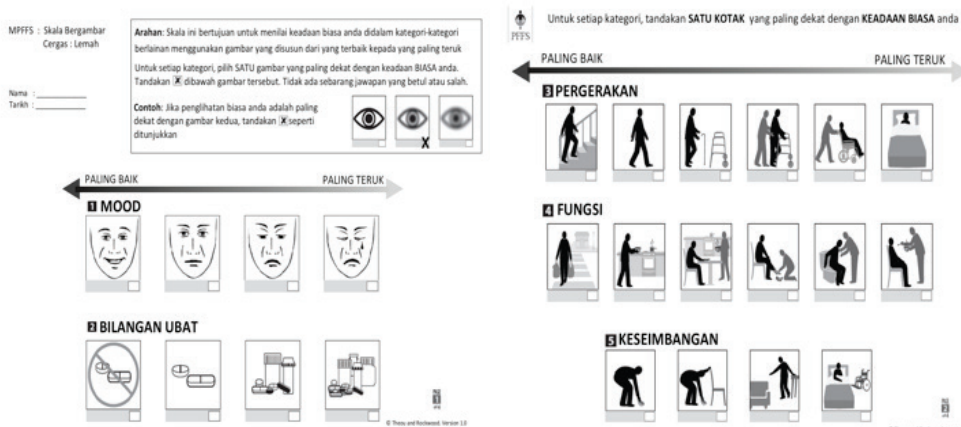 MPFFS : Skala Bergambar
Cergas : Lemah
Nama :
Tarikh :
Arahan: Skala ini bertujuan untuk menilai keadaan biasa anda didalam kategori-kategori
berlainan menggunakan gambar yang disusun dari yang terbaik kepada yang paling teruk
Untuk setiap kategori, pilih SATU gambar yang paling dekat dengan keadaan BIASA anda.
Tandakan X dibawah gambar tersebut. Tidak ada sebarang jawapan yang betul atau salah.
Contoh: Jika penglihatan biasa anda adalah paling
dekat dengan gambar kedua, tandakan X seperti
ditunjukkan
X
PALING BAIK PALING TERUK
1 MOOD
2 BILANGAN UBAT
© Theou and Rockwood. Version 1.0
PFFS
Untuk setiap kategori, tandakan SATU KOTAK yang paling dekat dengan KEADAAN BIASA anda
PALING BAIK PALING TERUK
3 PERGERAKAN
4 FUNGSI
5 KESEIMBANGAN